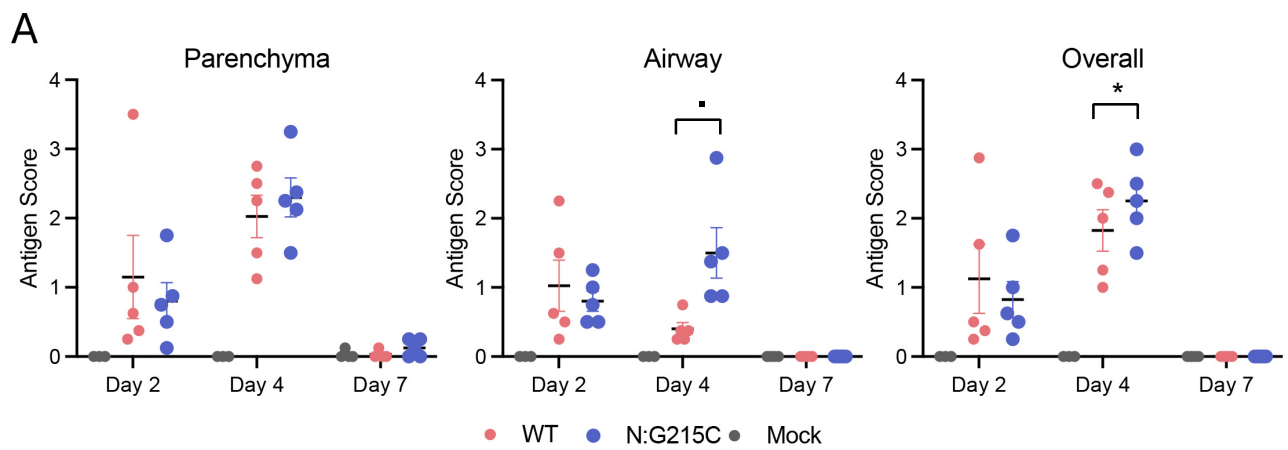 A
Parenchyma
Airway
Overall
Antigen Score
4
3
2
1
0
Day 2
Day 4
Day 7
Antigen Score
4
3
2
1
0
Day 2
Day 4
Day 7
Antigen Score
4
3
2
1
0
*
Day 2
Day 4
Day 7
WT N:G215C Mock